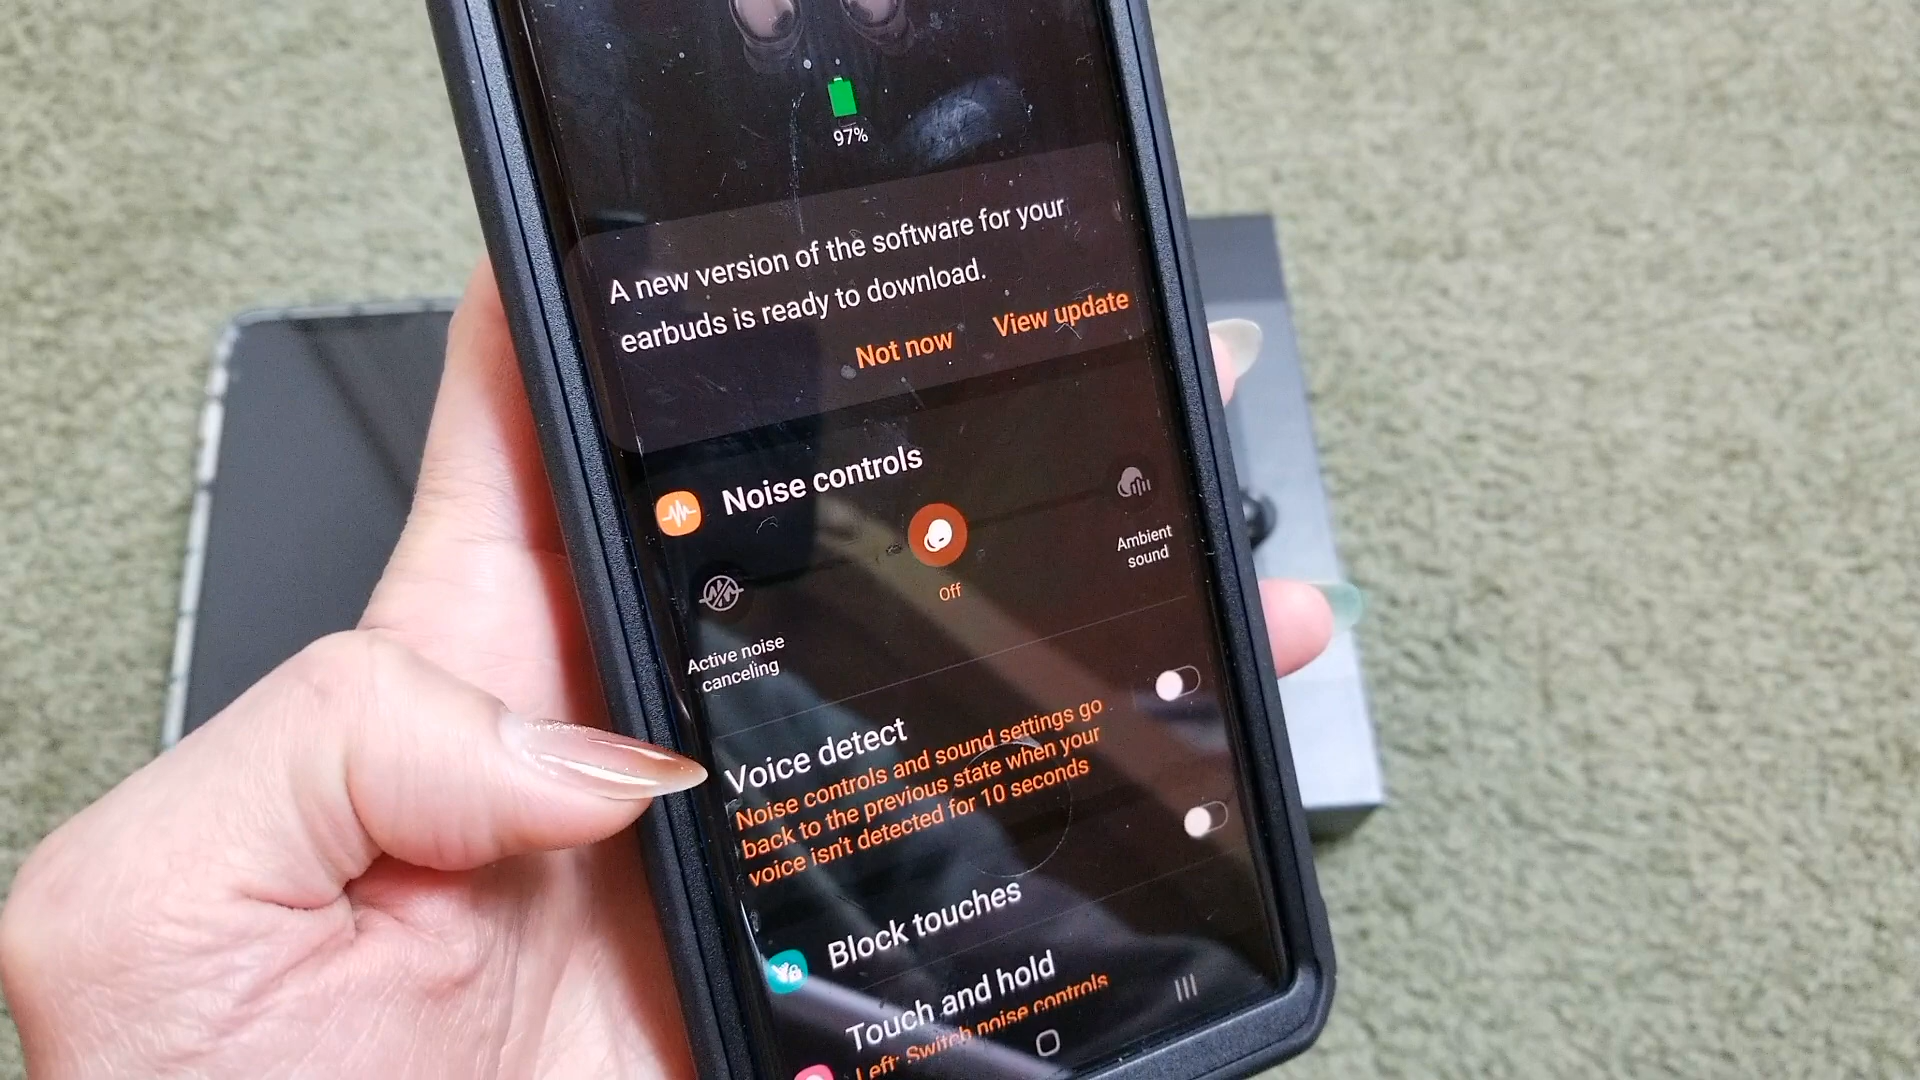 97%
A new version of the software for your
earbuds is ready to download.
Not now
View update
Noise controls
Active noise
canceling
Off
Ambient
sound
Voice detect
Noise controls and sound settings go
back to the previous state when your
voice isn't detected for 10 seconds
Block touches
Touch and hold
Left: Switch noise controls